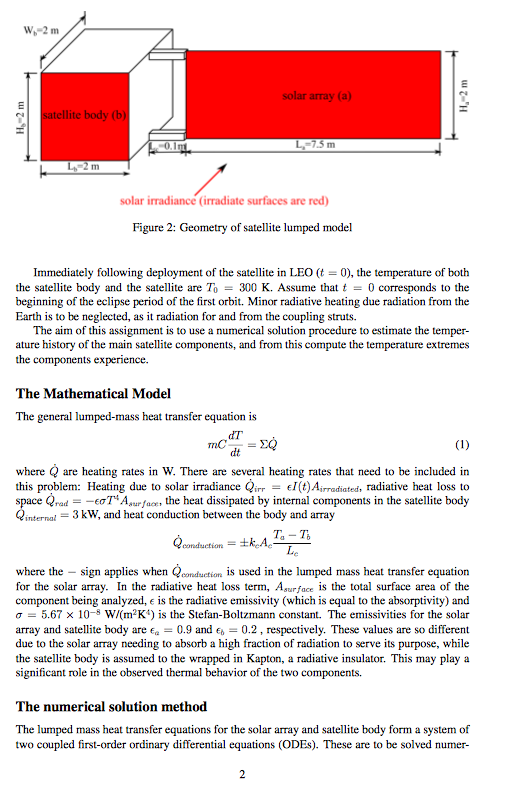 W_b=2 m
H_b=2 m
satellite body (b)
solar array (a)
H_a=2 m
L_c=0.1m
L_a=7.5 m
L_b=2 m
solar irradiance (irradiate surfaces are red)
Figure 2: Geometry of satellite lumped model
Immediately following deployment of the satellite in LEO (t = 0), the temperature of both
the satellite body and the satellite are T_0 = 300 K. Assume that t = 0 corresponds to the
beginning of the eclipse period of the first orbit. Minor radiative heating due radiation from the
Earth is to be neglected, as it radiation for and from the coupling struts.
The aim of this assignment is to use a numerical solution procedure to estimate the temper-
ature history of the main satellite components, and from this compute the temperature extremes
the components experience.
The Mathematical Model
The general lumped-mass heat transfer equation is
mC dT/dt = ΣQ̇ (1)
where Q̇ are heating rates in W. There are several heating rates that need to be included in
this problem: Heating due to solar irradiance Q̇_irr = ϵI(t)A_irradiated, radiative heat loss to
space Q̇_rad = −ϵσT⁴A_surface, the heat dissipated by internal components in the satellite body
Q̇_internal = 3 kW, and heat conduction between the body and array
Q̇_conduction = ±k_c A_c (T_a − T_b)/L_c
where the − sign applies when Q̇_conduction is used in the lumped mass heat transfer equation
for the solar array. In the radiative heat loss term, A_surface is the total surface area of the
component being analyzed, ϵ is the radiative emissivity (which is equal to the absorptivity) and
σ = 5.67 × 10⁻⁸ W/(m²K⁴) is the Stefan-Boltzmann constant. The emissivities for the solar
array and satellite body are ϵ_a = 0.9 and ϵ_b = 0.2 , respectively. These values are so different
due to the solar array needing to absorb a high fraction of radiation to serve its purpose, while
the satellite body is assumed to the wrapped in Kapton, a radiative insulator. This may play a
significant role in the observed thermal behavior of the two components.
The numerical solution method
The lumped mass heat transfer equations for the solar array and satellite body form a system of
two coupled first-order ordinary differential equations (ODEs). These are to be solved numer-
2